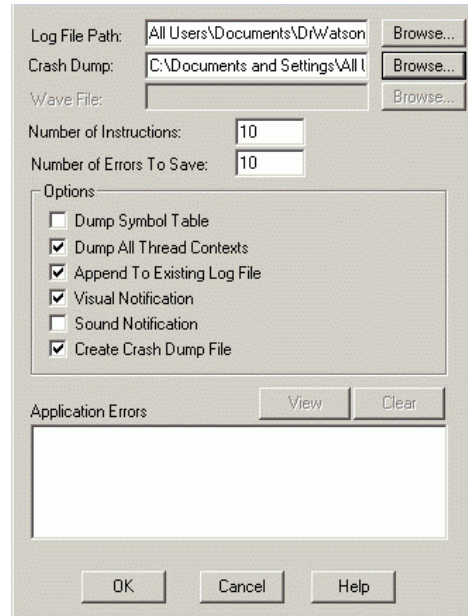 Log File Path: All Users\Documents\DrWatson Browse...
Crash Dump: C:\Documents and Settings\All U Browse...
Wave File: Browse...
Number of Instructions: 10
Number of Errors To Save: 10
Options
Dump Symbol Table
Dump All Thread Contexts
Append To Existing Log File
Visual Notification
Sound Notification
Create Crash Dump File
Application Errors View Clear
OK Cancel Help